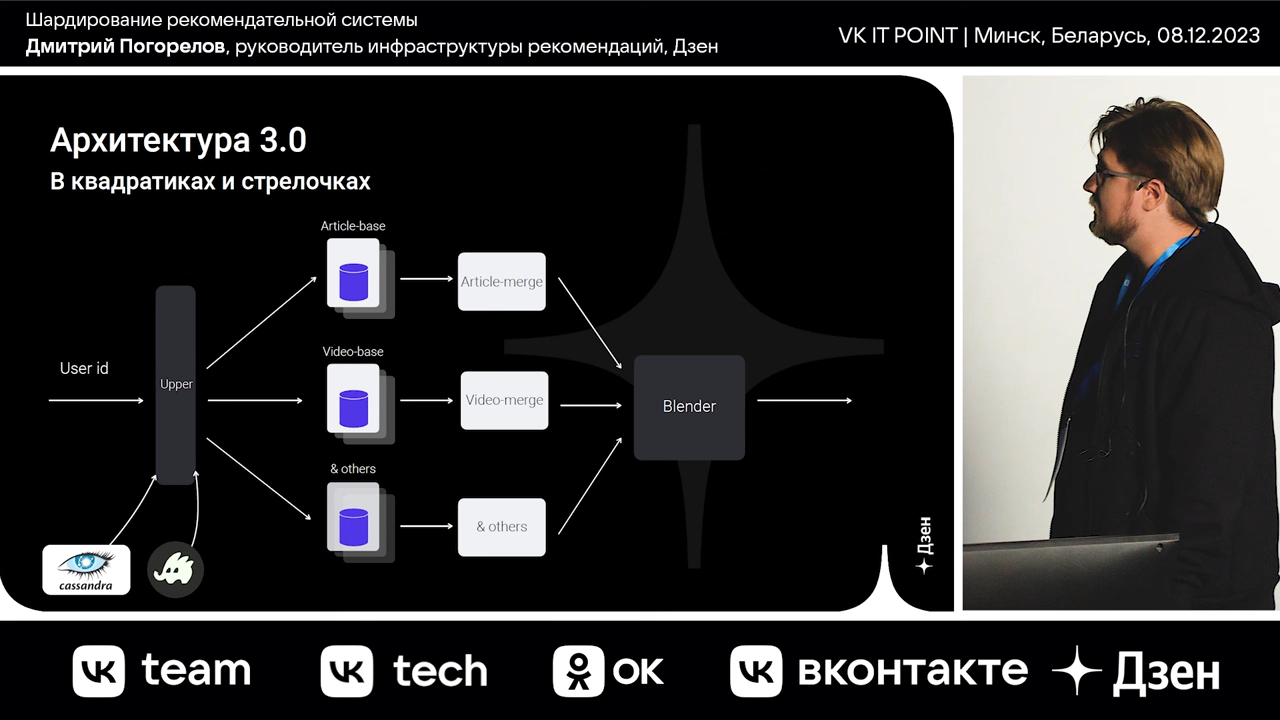 Шардирование рекомендательной системы
Дмитрий Погорелов, руководитель инфраструктуры рекомендаций, Дзен
VK IT POINT | Минск, Беларусь, 08.12.2023
Архитектура 3.0
В квадратиках и стрелочках
Article-base
Article-merge
User id
Upper
Video-base
Video-merge
Blender
& others
& others
cassandra
Дзен
team
tech
ОК
ВКОНТАКТЕ
Дзен